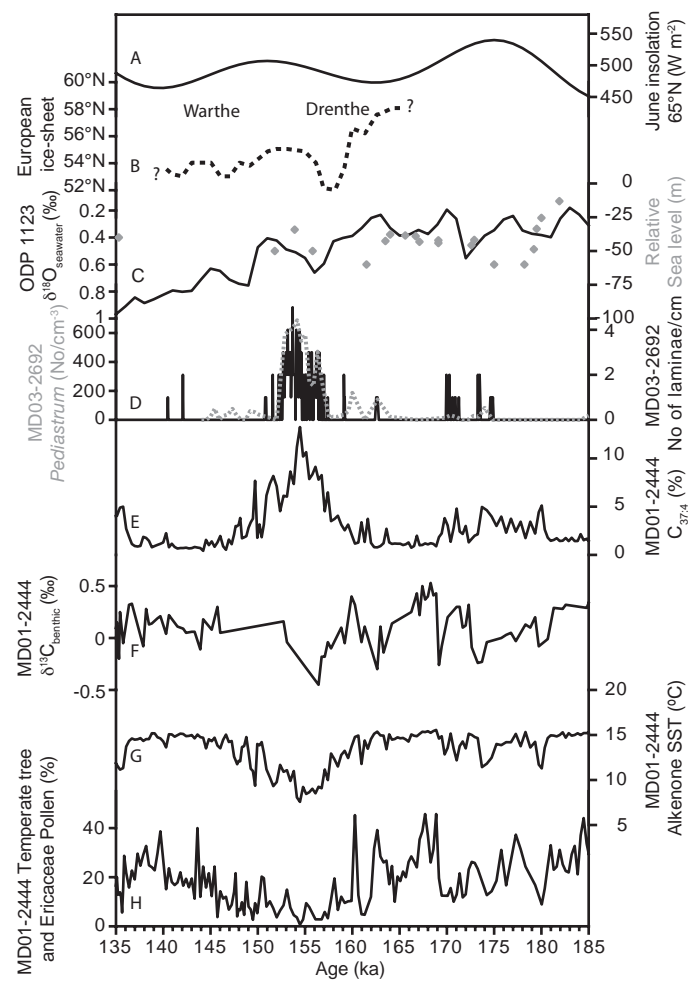 A
June insolation
65°N (W m-2)
550
500
450
European
ice-sheet
60°N
58°N
56°N
54°N
52°N
Warthe
Drenthe
?
?
B
ODP 1123
δ18Oseawater(‰)
0.2
0.4
0.6
0.8
1
C
Relative
Sea level (m)
0
-25
-50
-75
-100
MD03-2692
Pediastrum (No/cm-3)
600
400
200
0
D
MD03-2692
No of laminae/cm
4
2
0
E
MD01-2444
C37:4 (%)
10
5
0
MD01-2444
δ13Cbenthic(‰)
0.5
0
-0.5
F
MD01-2444
Alkenone SST (ºC)
20
15
10
5
G
MD01-2444 Temperate tree
and Ericaceae Pollen (%)
40
20
0
H
135 140 145 150 155 160 165 170 175 180 185
Age (ka)